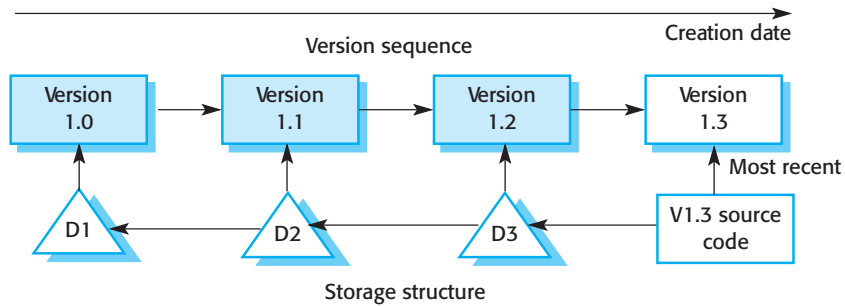 Creation date
Version sequence
Version
1.0
Version
1.1
Version
1.2
Version
1.3
Most recent
D1
D2
D3
V1.3 source
code
Storage structure